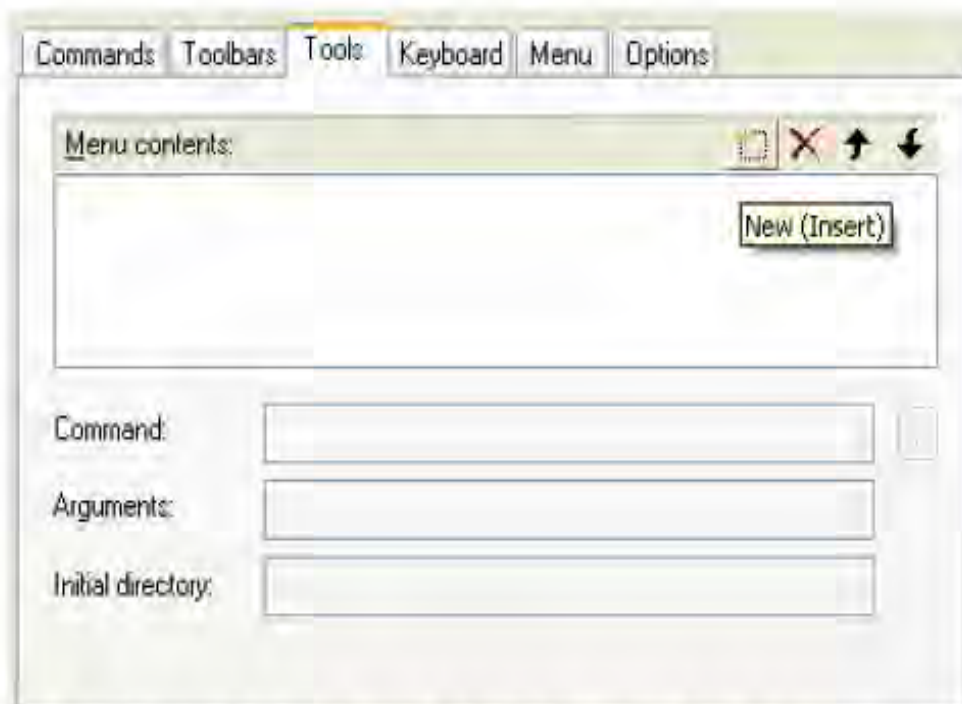 Commands Toolbars Tools Keyboard Menu Options
Menu contents:
New (Insert)
Command:
Arguments:
Initial directory: